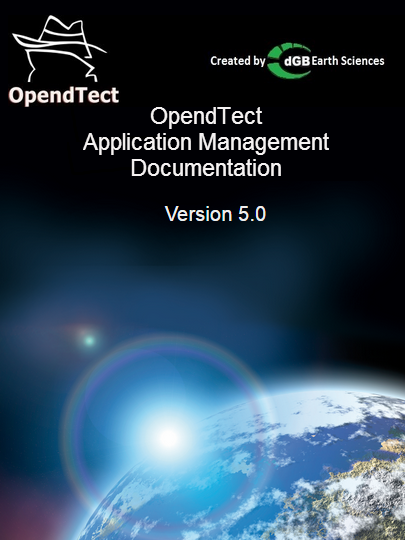 OpendTect
Created by dGB Earth Sciences
OpendTect
Application Management
Documentation
Version 5.0